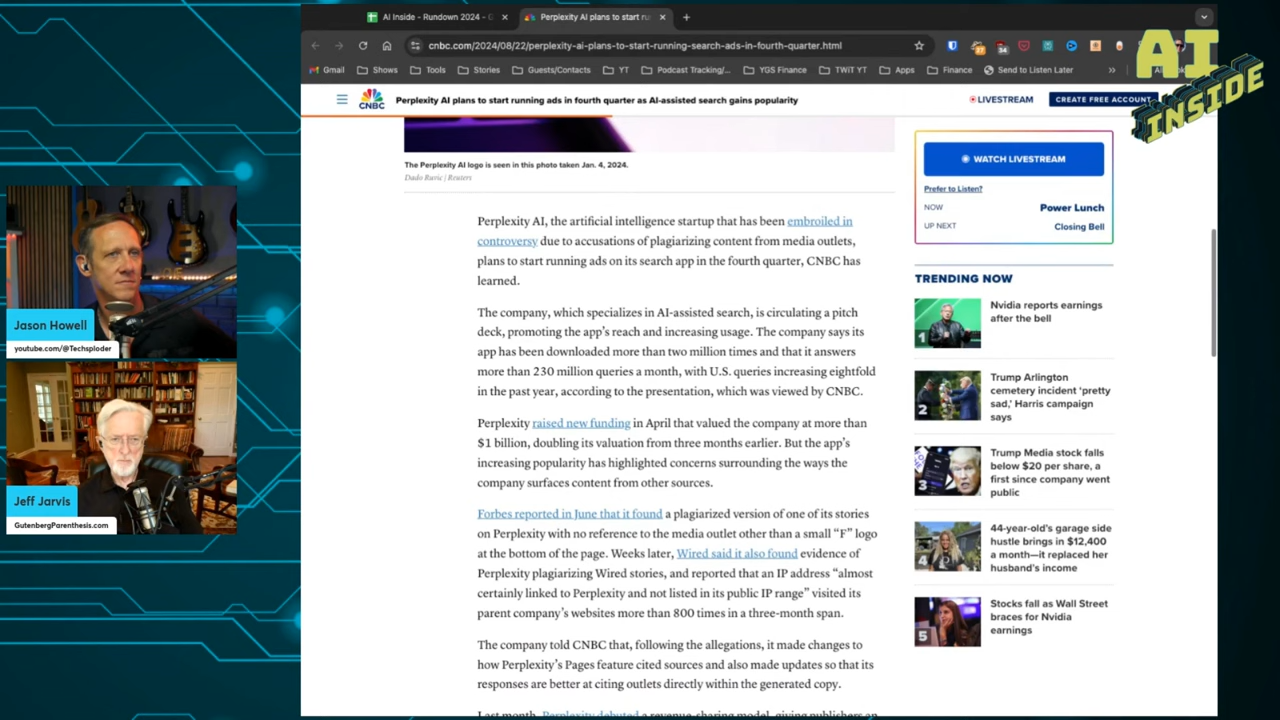 AI Inside - Rundown 2024 - G
Perplexity AI plans to start ru
cnbc.com/2024/08/22/perplexity-ai-plans-to-start-running-search-ads-in-fourth-quarter.html
Gmail
Shows
Tools
Stories
Guests/Contacts
YT
Podcast Tracking/...
YGS Finance
TWiT YT
Apps
Finance
Send to Listen Later
AI
INSIDE
CNBC
Perplexity AI plans to start running ads in fourth quarter as AI-assisted search gains popularity
LIVESTREAM
CREATE FREE ACCOUNT
The Perplexity AI logo is seen in this photo taken Jan. 4, 2024.
Dado Ruvic | Reuters
Perplexity AI, the artificial intelligence startup that has been embroiled in
controversy due to accusations of plagiarizing content from media outlets,
plans to start running ads on its search app in the fourth quarter, CNBC has
learned.
The company, which specializes in AI-assisted search, is circulating a pitch
deck, promoting the app's reach and increasing usage. The company says its
app has been downloaded more than two million times and that it answers
more than 230 million queries a month, with U.S. queries increasing eightfold
in the past year, according to the presentation, which was viewed by CNBC.
Perplexity raised new funding in April that valued the company at more than
$1 billion, doubling its valuation from three months earlier. But the app's
increasing popularity has highlighted concerns surrounding the ways the
company surfaces content from other sources.
Forbes reported in June that it found a plagiarized version of one of its stories
on Perplexity with no reference to the media outlet other than a small “F” logo
at the bottom of the page. Weeks later, Wired said it also found evidence of
Perplexity plagiarizing Wired stories, and reported that an IP address “almost
certainly linked to Perplexity and not listed in its public IP range” visited its
parent company's websites more than 800 times in a three-month span.
The company told CNBC that, following the allegations, it made changes to
how Perplexity's Pages feature cited sources and also made updates so that its
responses are better at citing outlets directly within the generated copy.
Last month, Perplexity debuted a revenue-sharing model, giving publishers an
WATCH LIVESTREAM
Prefer to Listen?
NOW
Power Lunch
UP NEXT
Closing Bell
TRENDING NOW
1
Nvidia reports earnings
after the bell
2
Trump Arlington
cemetery incident ‘pretty
sad,’ Harris campaign
says
3
Trump Media stock falls
below $20 per share, a
first since company went
public
4
44-year-old's garage side
hustle brings in $12,400
a month—it replaced her
husband's income
5
Stocks fall as Wall Street
braces for Nvidia
earnings
Jason Howell
youtube.com/@Techsploder
Jeff Jarvis
GutenbergParenthesis.com